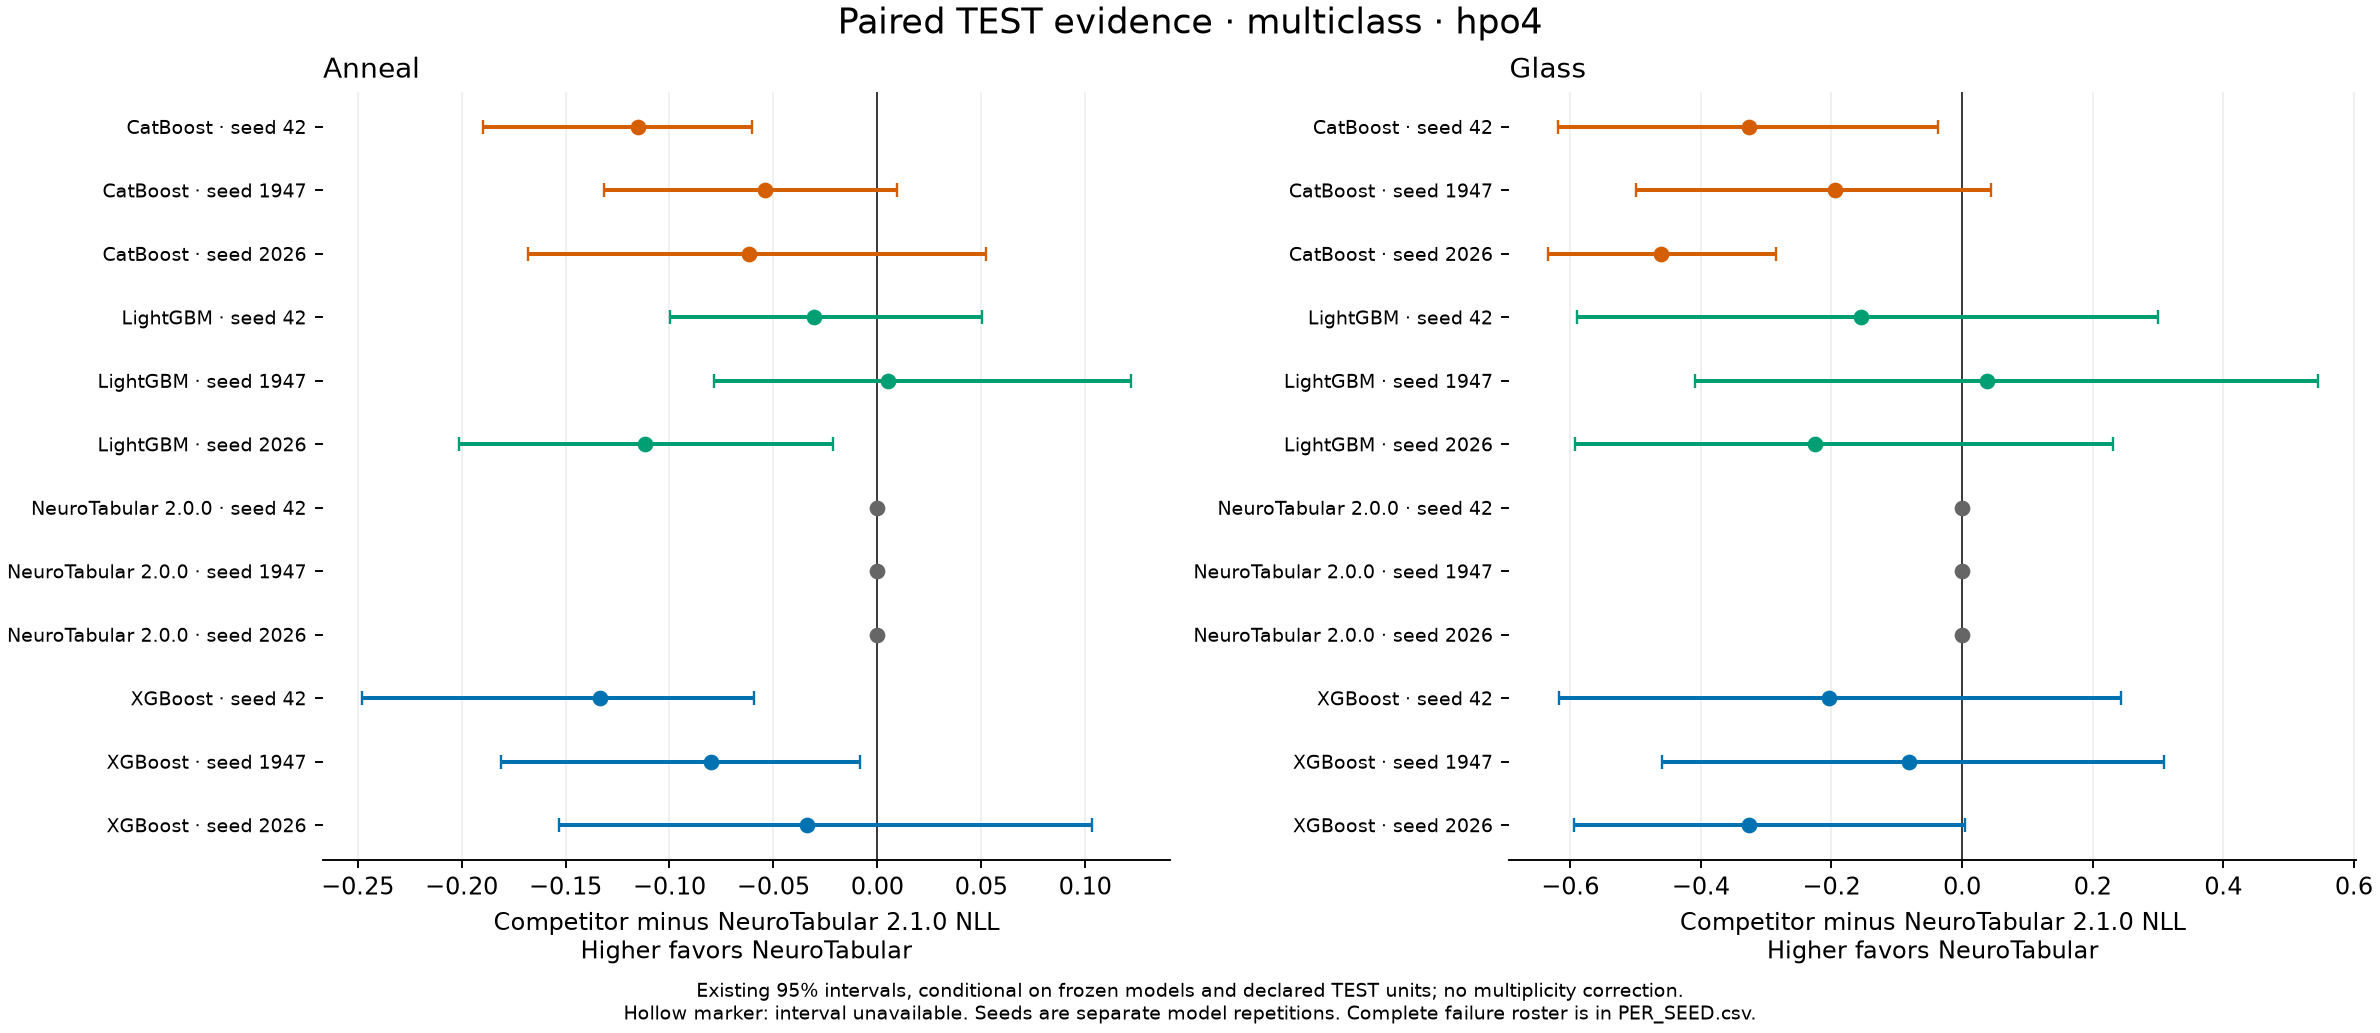 Paired TEST evidence · multiclass · hpo4
Anneal
CatBoost · seed 42
CatBoost · seed 1947
CatBoost · seed 2026
LightGBM · seed 42
LightGBM · seed 1947
LightGBM · seed 2026
NeuroTabular 2.0.0 · seed 42
NeuroTabular 2.0.0 · seed 1947
NeuroTabular 2.0.0 · seed 2026
XGBoost · seed 42
XGBoost · seed 1947
XGBoost · seed 2026
−0.25 −0.20 −0.15 −0.10 −0.05 0.00 0.05 0.10
Competitor minus NeuroTabular 2.1.0 NLL
Higher favors NeuroTabular
Glass
CatBoost · seed 42
CatBoost · seed 1947
CatBoost · seed 2026
LightGBM · seed 42
LightGBM · seed 1947
LightGBM · seed 2026
NeuroTabular 2.0.0 · seed 42
NeuroTabular 2.0.0 · seed 1947
NeuroTabular 2.0.0 · seed 2026
XGBoost · seed 42
XGBoost · seed 1947
XGBoost · seed 2026
−0.6 −0.4 −0.2 0.0 0.2 0.4 0.6
Competitor minus NeuroTabular 2.1.0 NLL
Higher favors NeuroTabular
Existing 95% intervals, conditional on frozen models and declared TEST units; no multiplicity correction.
Hollow marker: interval unavailable. Seeds are separate model repetitions. Complete failure roster is in PER_SEED.csv.